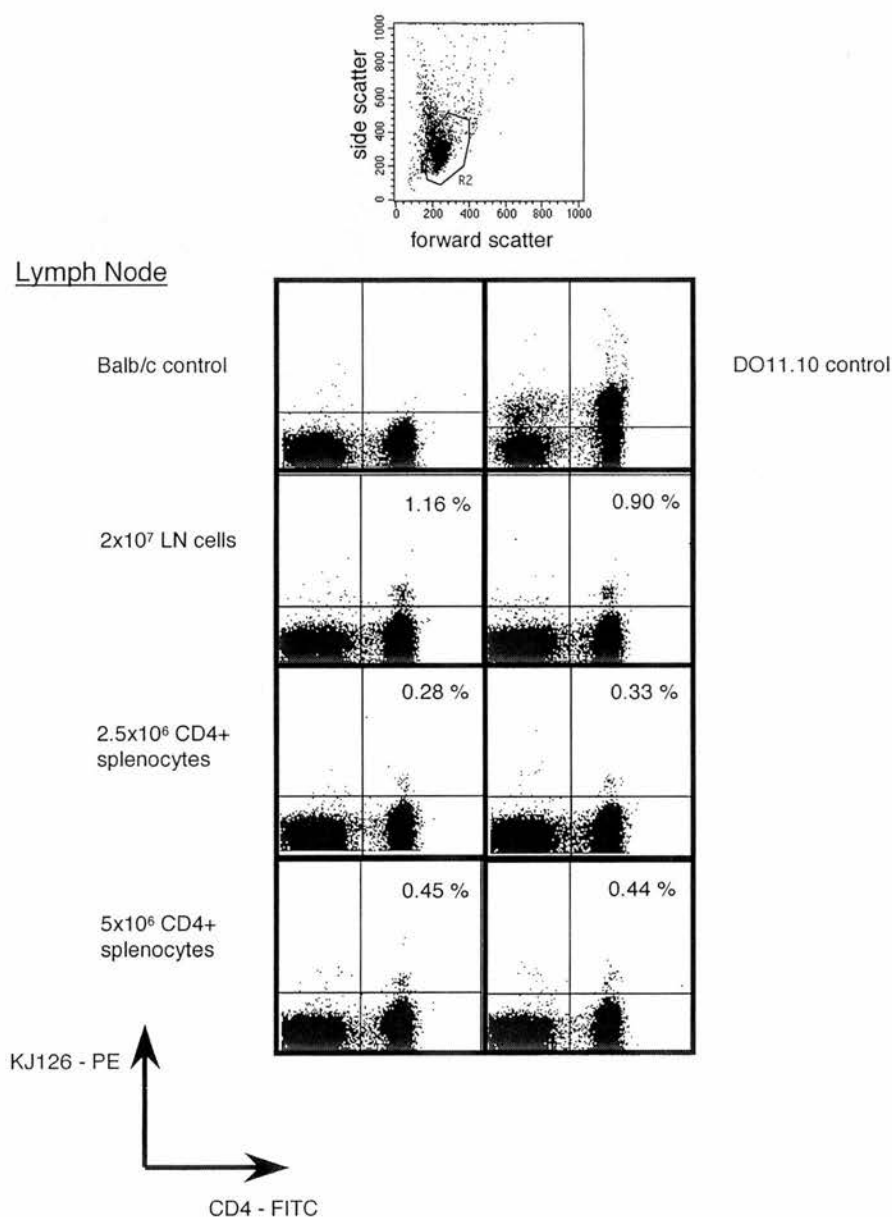 side scatter
1000
800
600
400
200
0
R2
0 200 400 600 800 1000
forward scatter
Lymph Node
Balb/c control
DO11.10 control
2x10⁷ LN cells
1.16 %
0.90 %
2.5x10⁶ CD4+
splenocytes
0.28 %
0.33 %
5x10⁶ CD4+
splenocytes
0.45 %
0.44 %
KJ126 - PE
CD4 - FITC